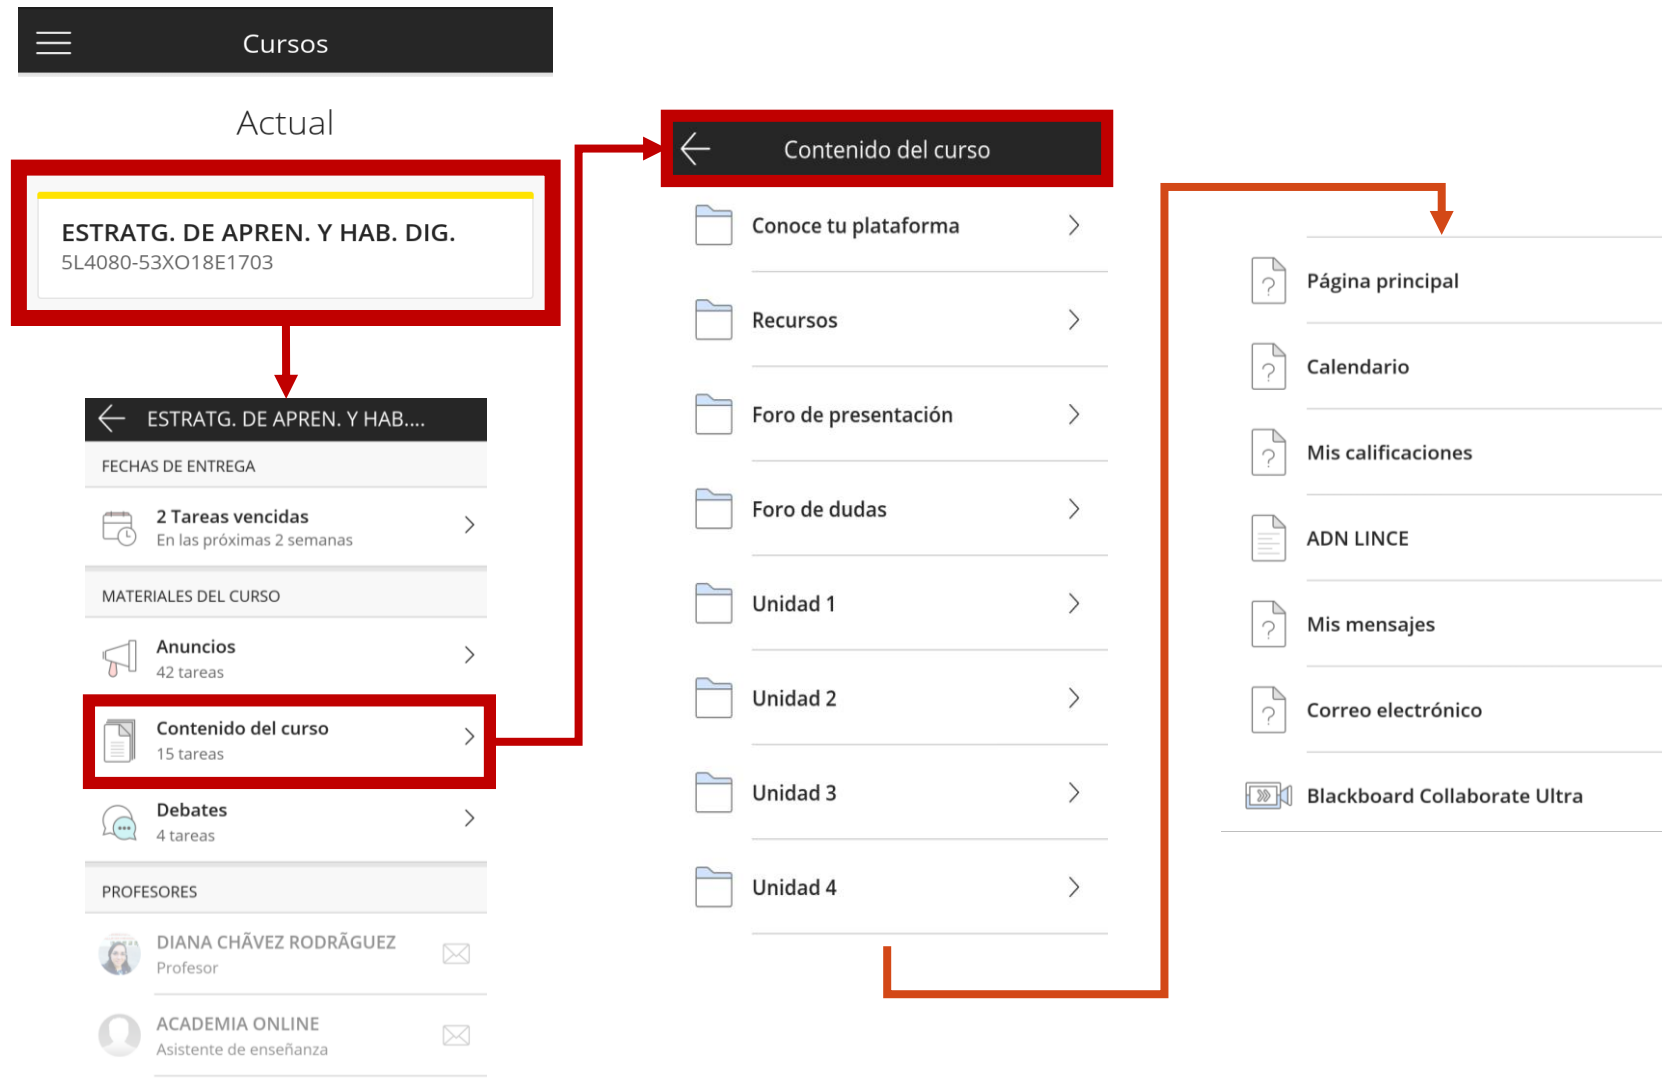 Cursos
Actual
ESTRATG. DE APREN. Y HAB. DIG.
5L4080-53XO18E1703
ESTRATG. DE APREN. Y HAB....
FECHAS DE ENTREGA
2 Tareas vencidas
En las próximas 2 semanas
MATERIALES DEL CURSO
Anuncios
42 tareas
Contenido del curso
15 tareas
Debates
4 tareas
PROFESORES
DIANA CHÃVEZ RODRÃGUEZ
Profesor
ACADEMIA ONLINE
Asistente de enseñanza
Contenido del curso
Conoce tu plataforma
Recursos
Foro de presentación
Foro de dudas
Unidad 1
Unidad 2
Unidad 3
Unidad 4
Página principal
Calendario
Mis calificaciones
ADN LINCE
Mis mensajes
Correo electrónico
Blackboard Collaborate Ultra